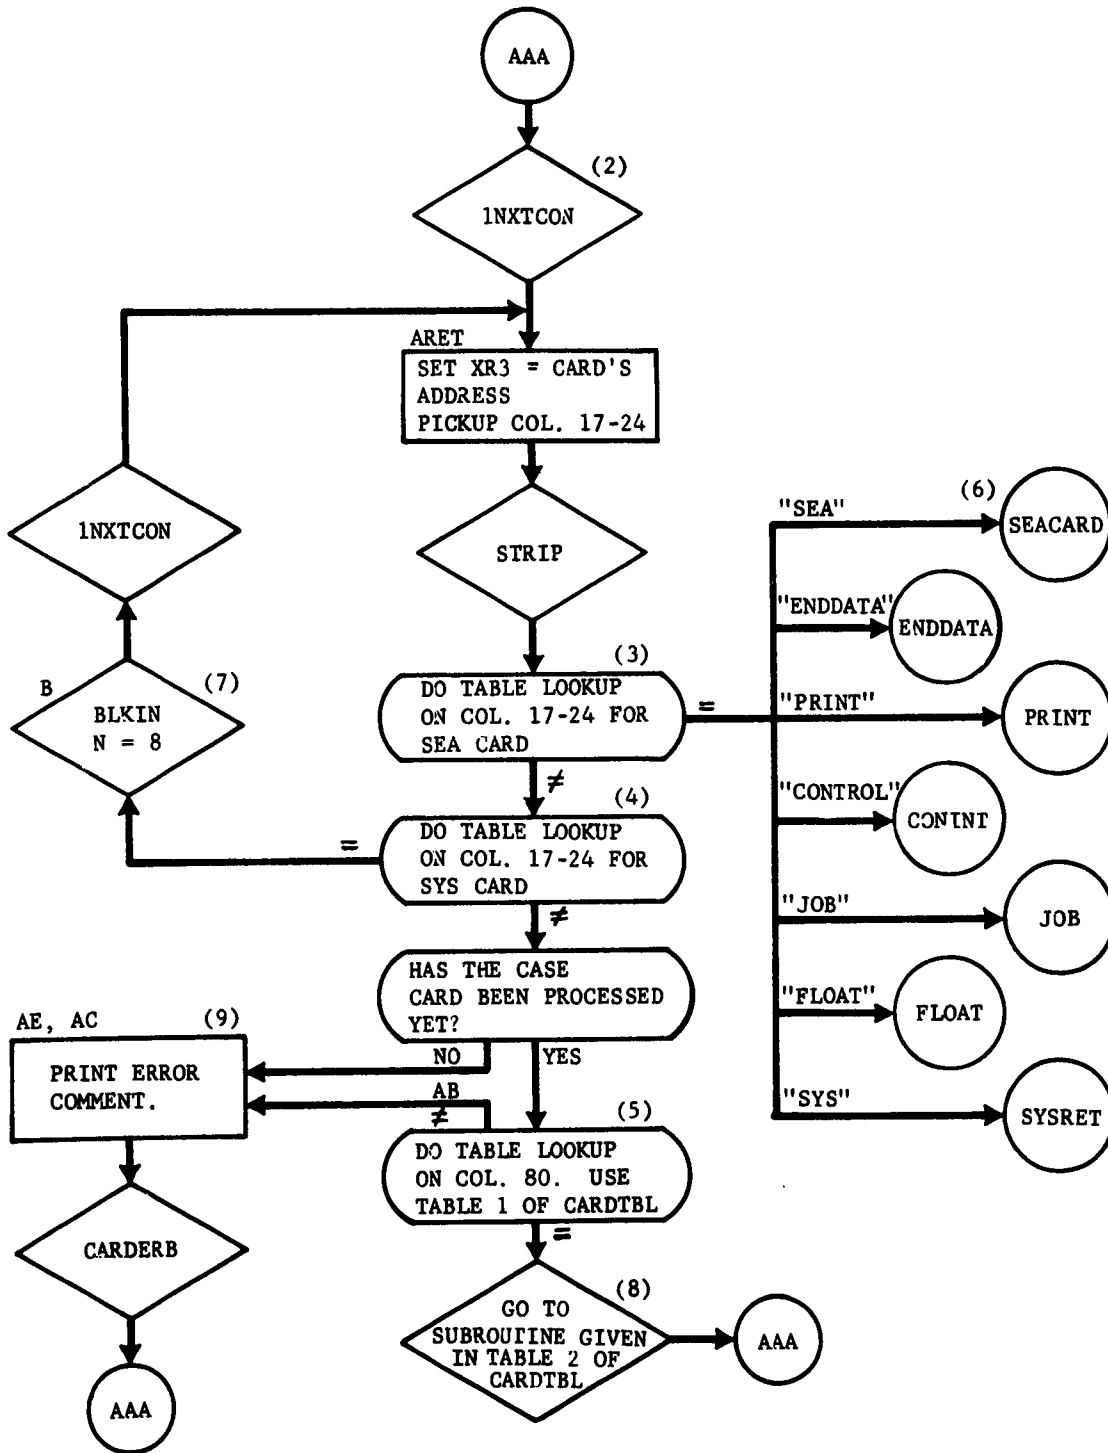 AAA
(2)
1NXTCON
ARET
SET XR3 = CARD'S
ADDRESS
PICKUP COL. 17-24
1NXTCON
STRIP
(6)
"SEA"
SEACARD
"ENDDATA"
ENDDATA
(3)
DO TABLE LOOKUP
ON COL. 17-24 FOR
SEA CARD
=
"PRINT"
PRINT
≠
B
(7)
BLKIN
N = 8
(4)
DO TABLE LOOKUP
ON COL. 17-24 FOR
SYS CARD
=
≠
"CONTROL"
CONINT
"JOB"
JOB
HAS THE CASE
CARD BEEN PROCESSED
YET?
NO
YES
"FLOAT"
FLOAT
AE, AC
(9)
PRINT ERROR
COMMENT.
AB
≠
"SYS"
SYSRET
(5)
DO TABLE LOOKUP
ON COL. 80. USE
TABLE 1 OF CARDTBL
=
CARDERB
(8)
GO TO
SUBROUTINE GIVEN
IN TABLE 2 OF
CARDTBL
AAA
AAA